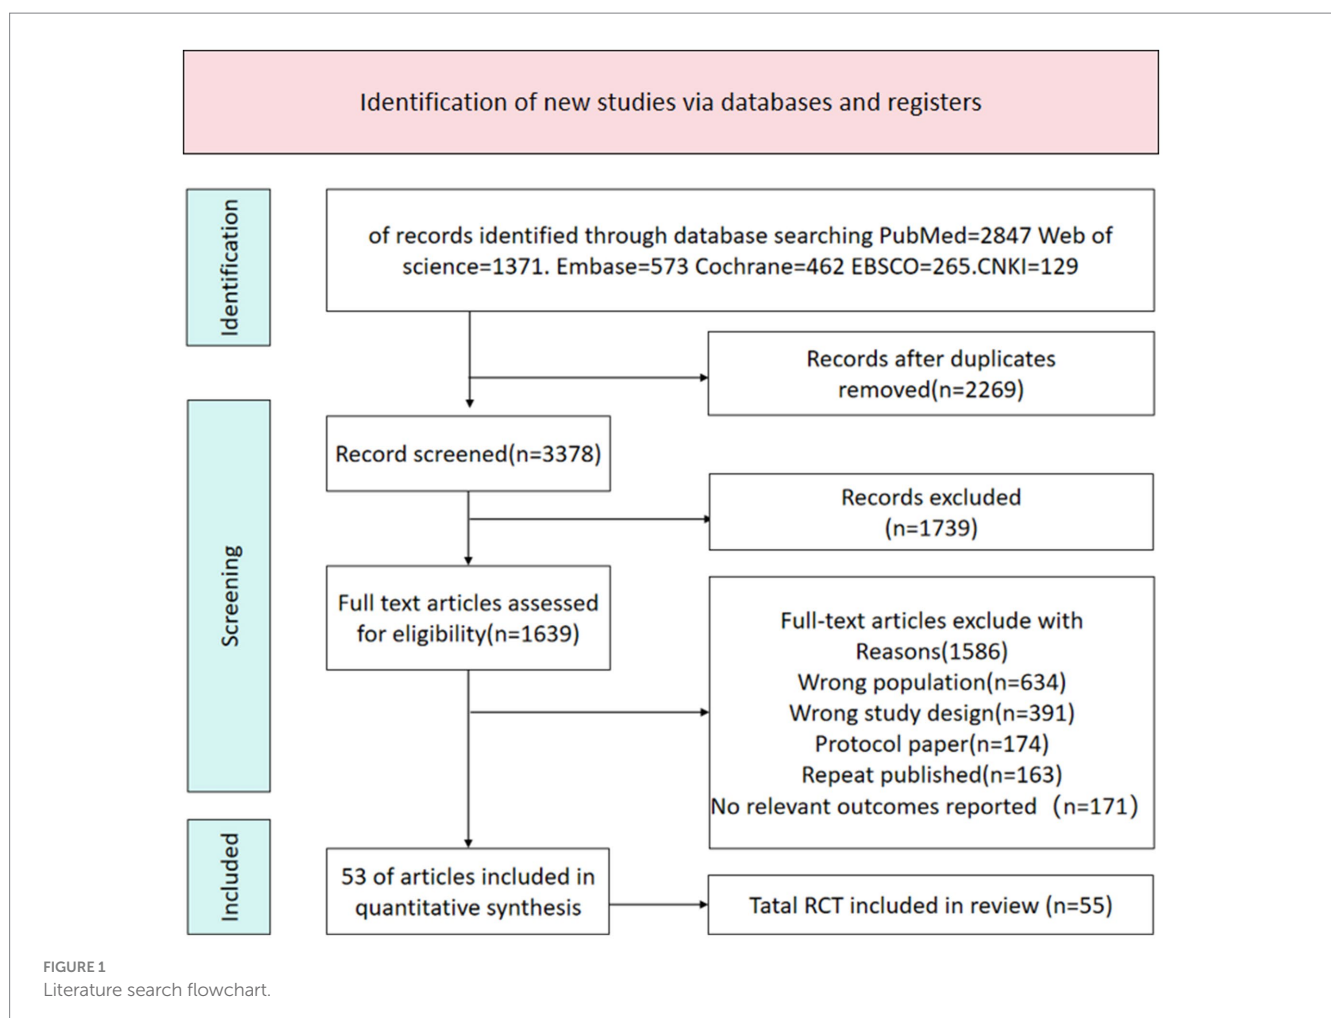 Identification of new studies via databases and registers
Identification
of records identified through database searching PubMed=2847 Web of
science=1371. Embase=573 Cochrane=462 EBSCO=265.CNKI=129
Records after duplicates
removed(n=2269)
Screening
Record screened(n=3378)
Records excluded
(n=1739)
Full text articles assessed
for eligibility(n=1639)
Full-text articles exclude with
Reasons(1586)
Wrong population(n=634)
Wrong study design(n=391)
Protocol paper(n=174)
Repeat published(n=163)
No relevant outcomes reported（n=171)
Included
53 of articles included in
quantitative synthesis
Tatal RCT included in review (n=55)
FIGURE 1
Literature search flowchart.